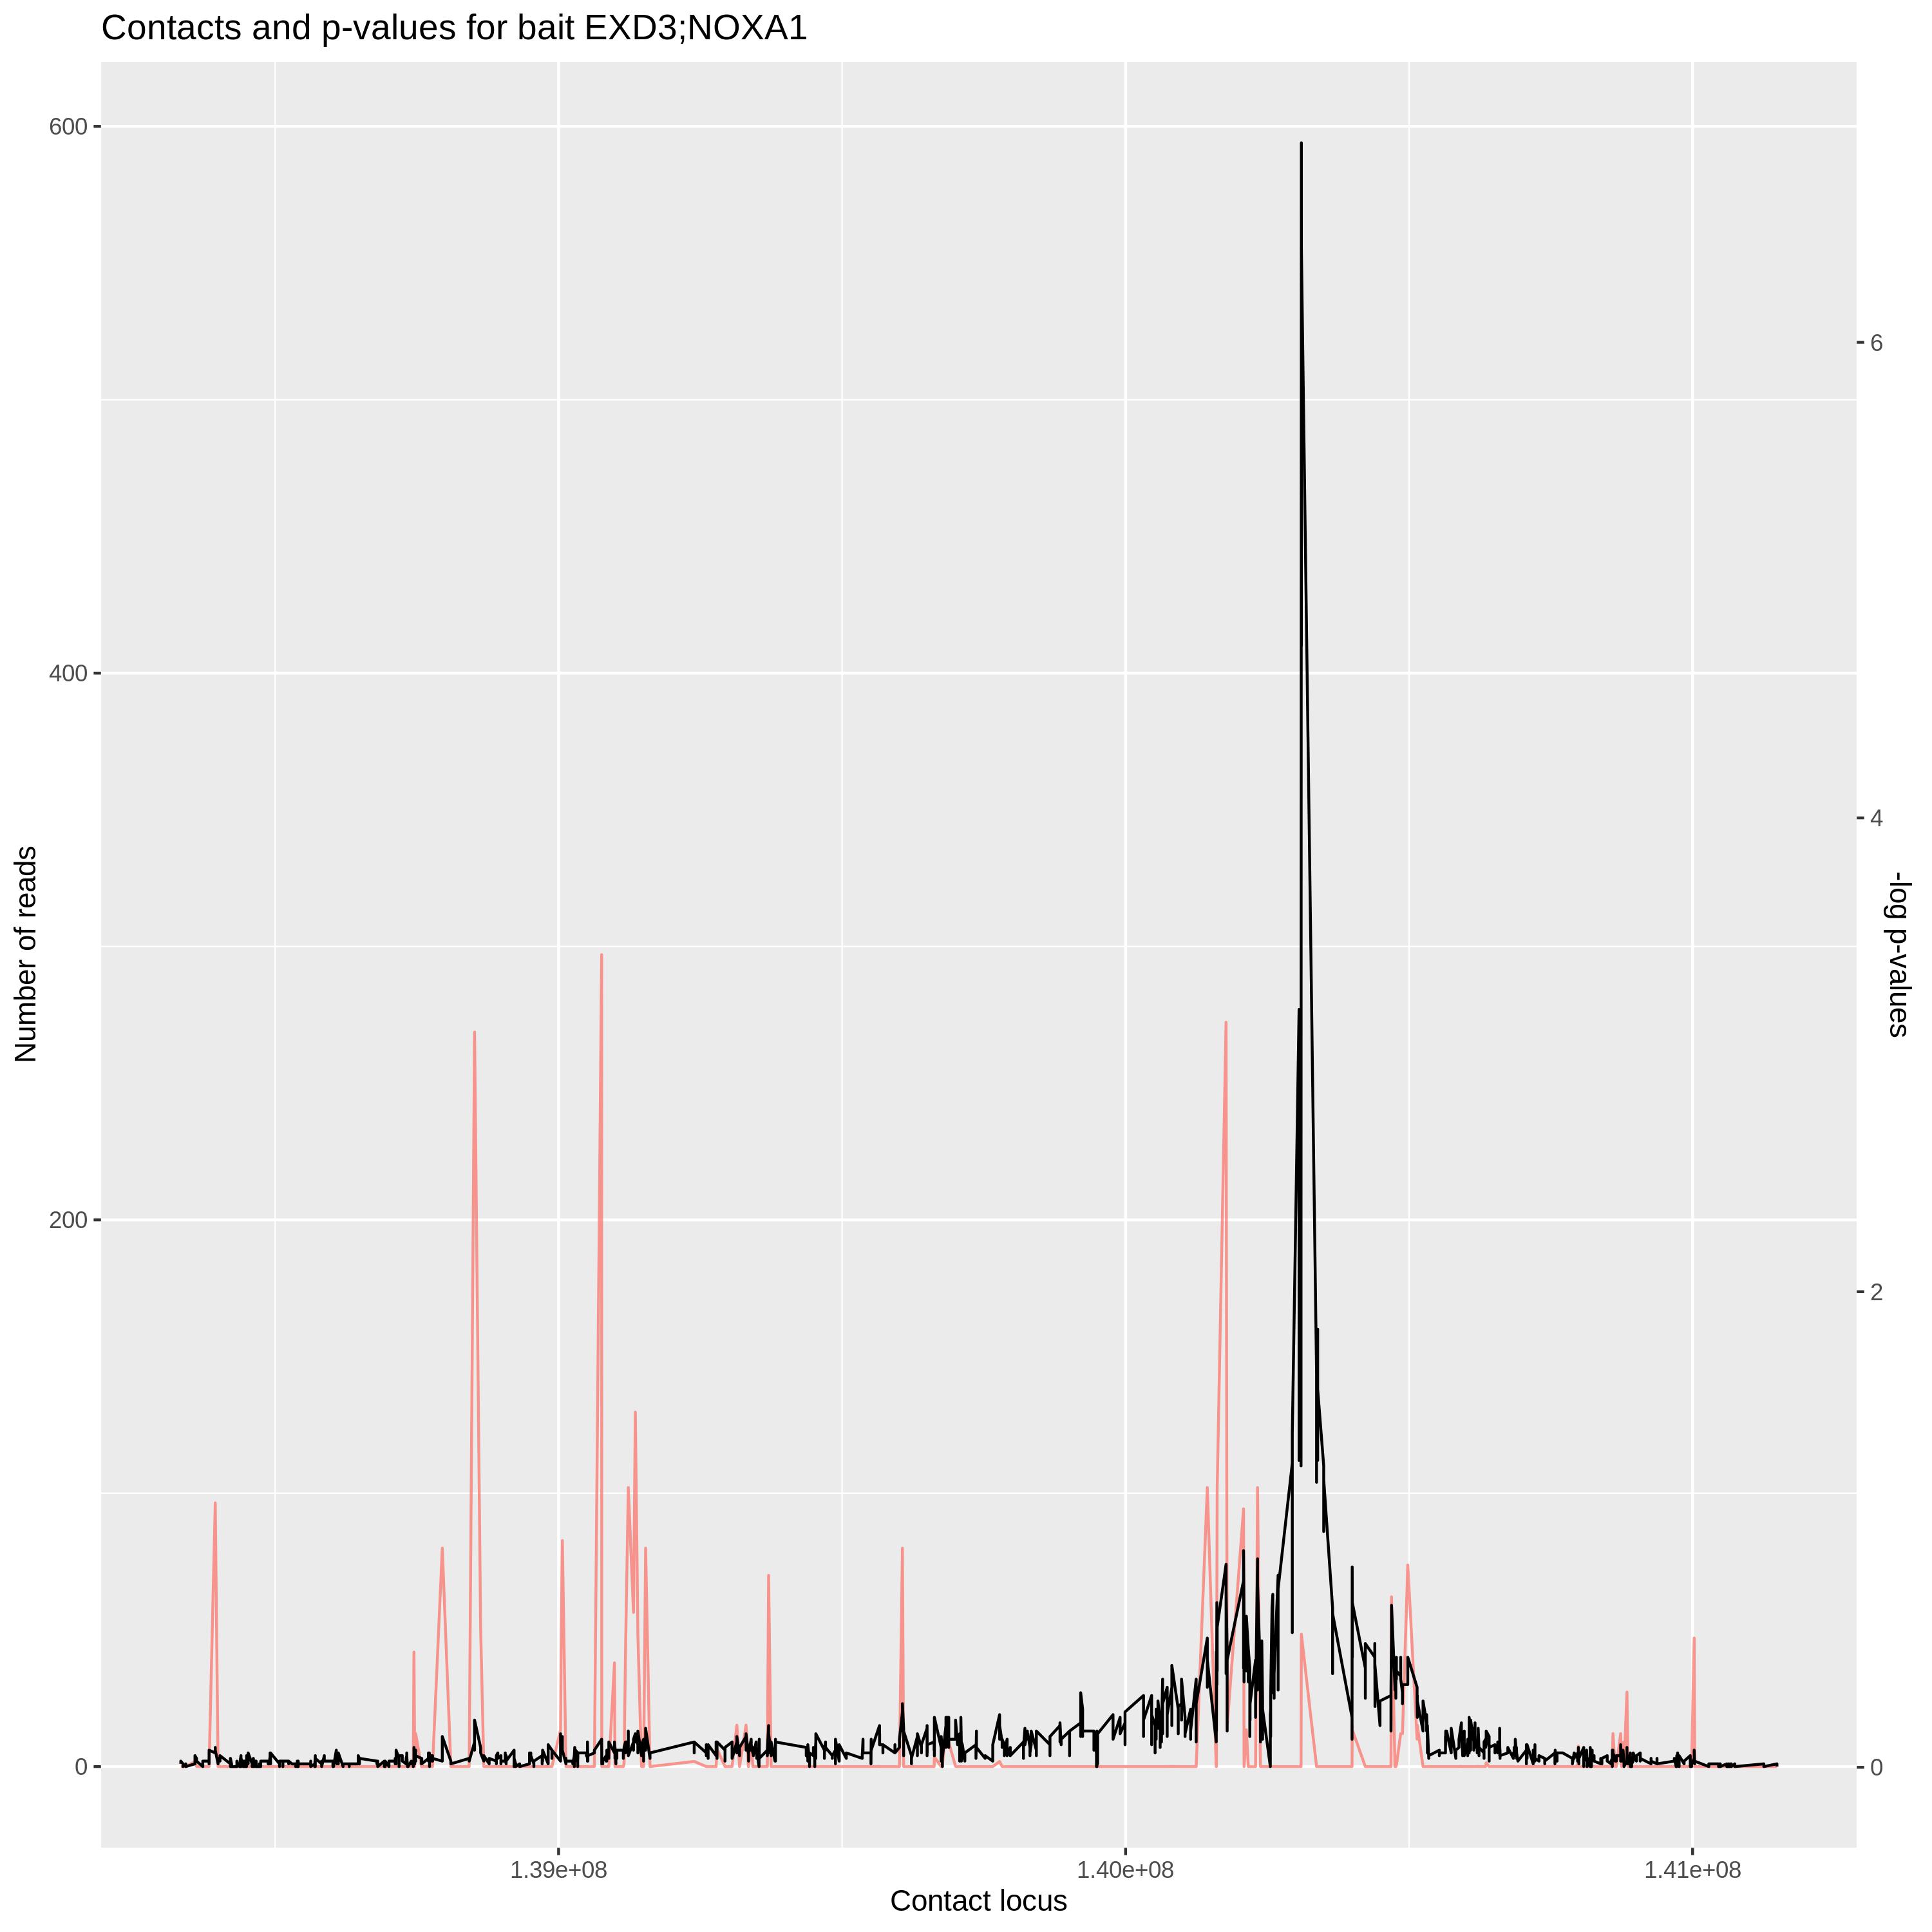 Contacts and p-values for bait EXD3;NOXA1
600
400
200
0
Number of reads
6
4
2
0
-log p-values
1.39e+08
1.40e+08
1.41e+08
Contact locus